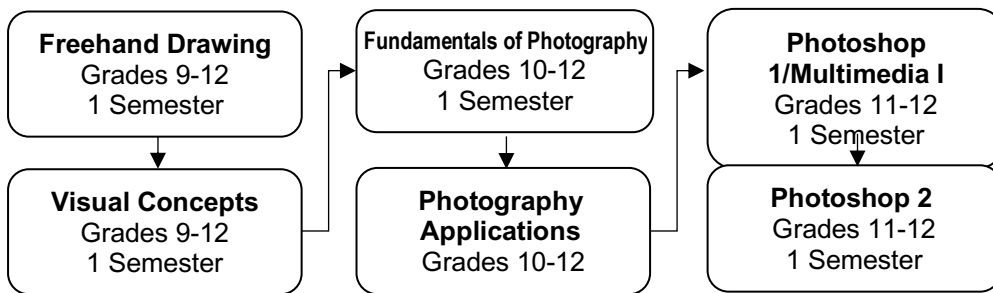 Freehand Drawing
Grades 9-12
1 Semester
Visual Concepts
Grades 9-12
1 Semester
Fundamentals of Photography
Grades 10-12
1 Semester
Photography
Applications
Grades 10-12
Photoshop
1/Multimedia I
Grades 11-12
1 Semester
Photoshop 2
Grades 11-12
1 Semester